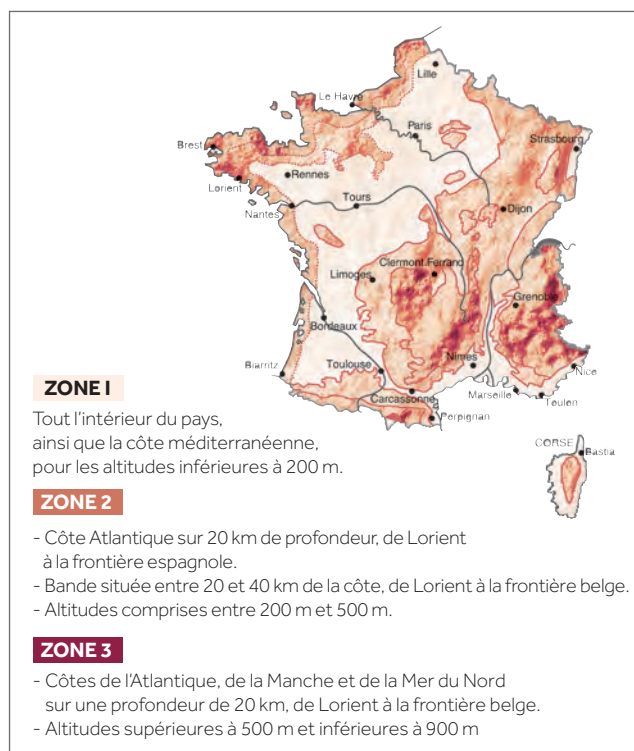 Lille
Le Havre
Paris
Strasbourg
Brest
Rennes
Lorient
Tours
Nantes
Dijon
Clermont Ferrand
Limoges
Grenoble
Bordeaux
Biarritz
Toulouse
Nimes
Nice
Carcassonne
Marseille
Toulon
Perpignan
CORSE
Bastia
ZONE I
Tout l'intérieur du pays,
ainsi que la côte méditerranéenne,
pour les altitudes inférieures à 200 m.
ZONE 2
- Côte Atlantique sur 20 km de profondeur, de Lorient
à la frontière espagnole.
- Bande située entre 20 et 40 km de la côte, de Lorient à la frontière belge.
- Altitudes comprises entre 200 m et 500 m.
ZONE 3
- Côtes de l'Atlantique, de la Manche et de la Mer du Nord
sur une profondeur de 20 km, de Lorient à la frontière belge.
- Altitudes supérieures à 500 m et inférieures à 900 m